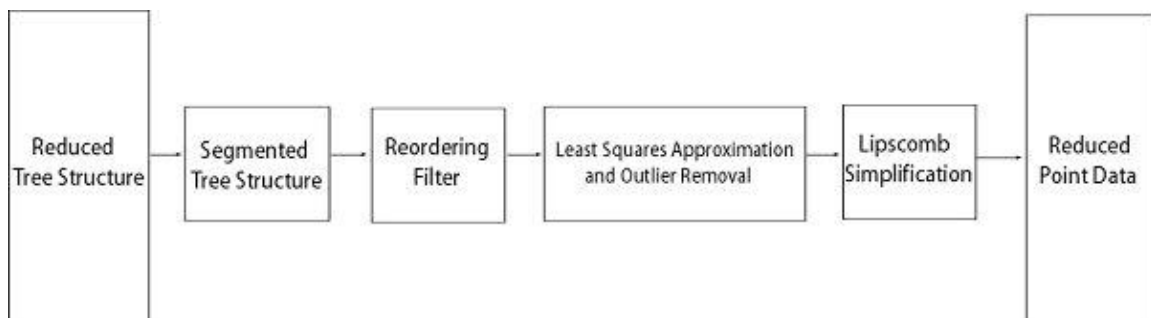 Reduced
Tree Structure
Segmented
Tree Structure
Reordering
Filter
Least Squares Approximation
and Outlier Removal
Lipscomb
Simplification
Reduced
Point Data